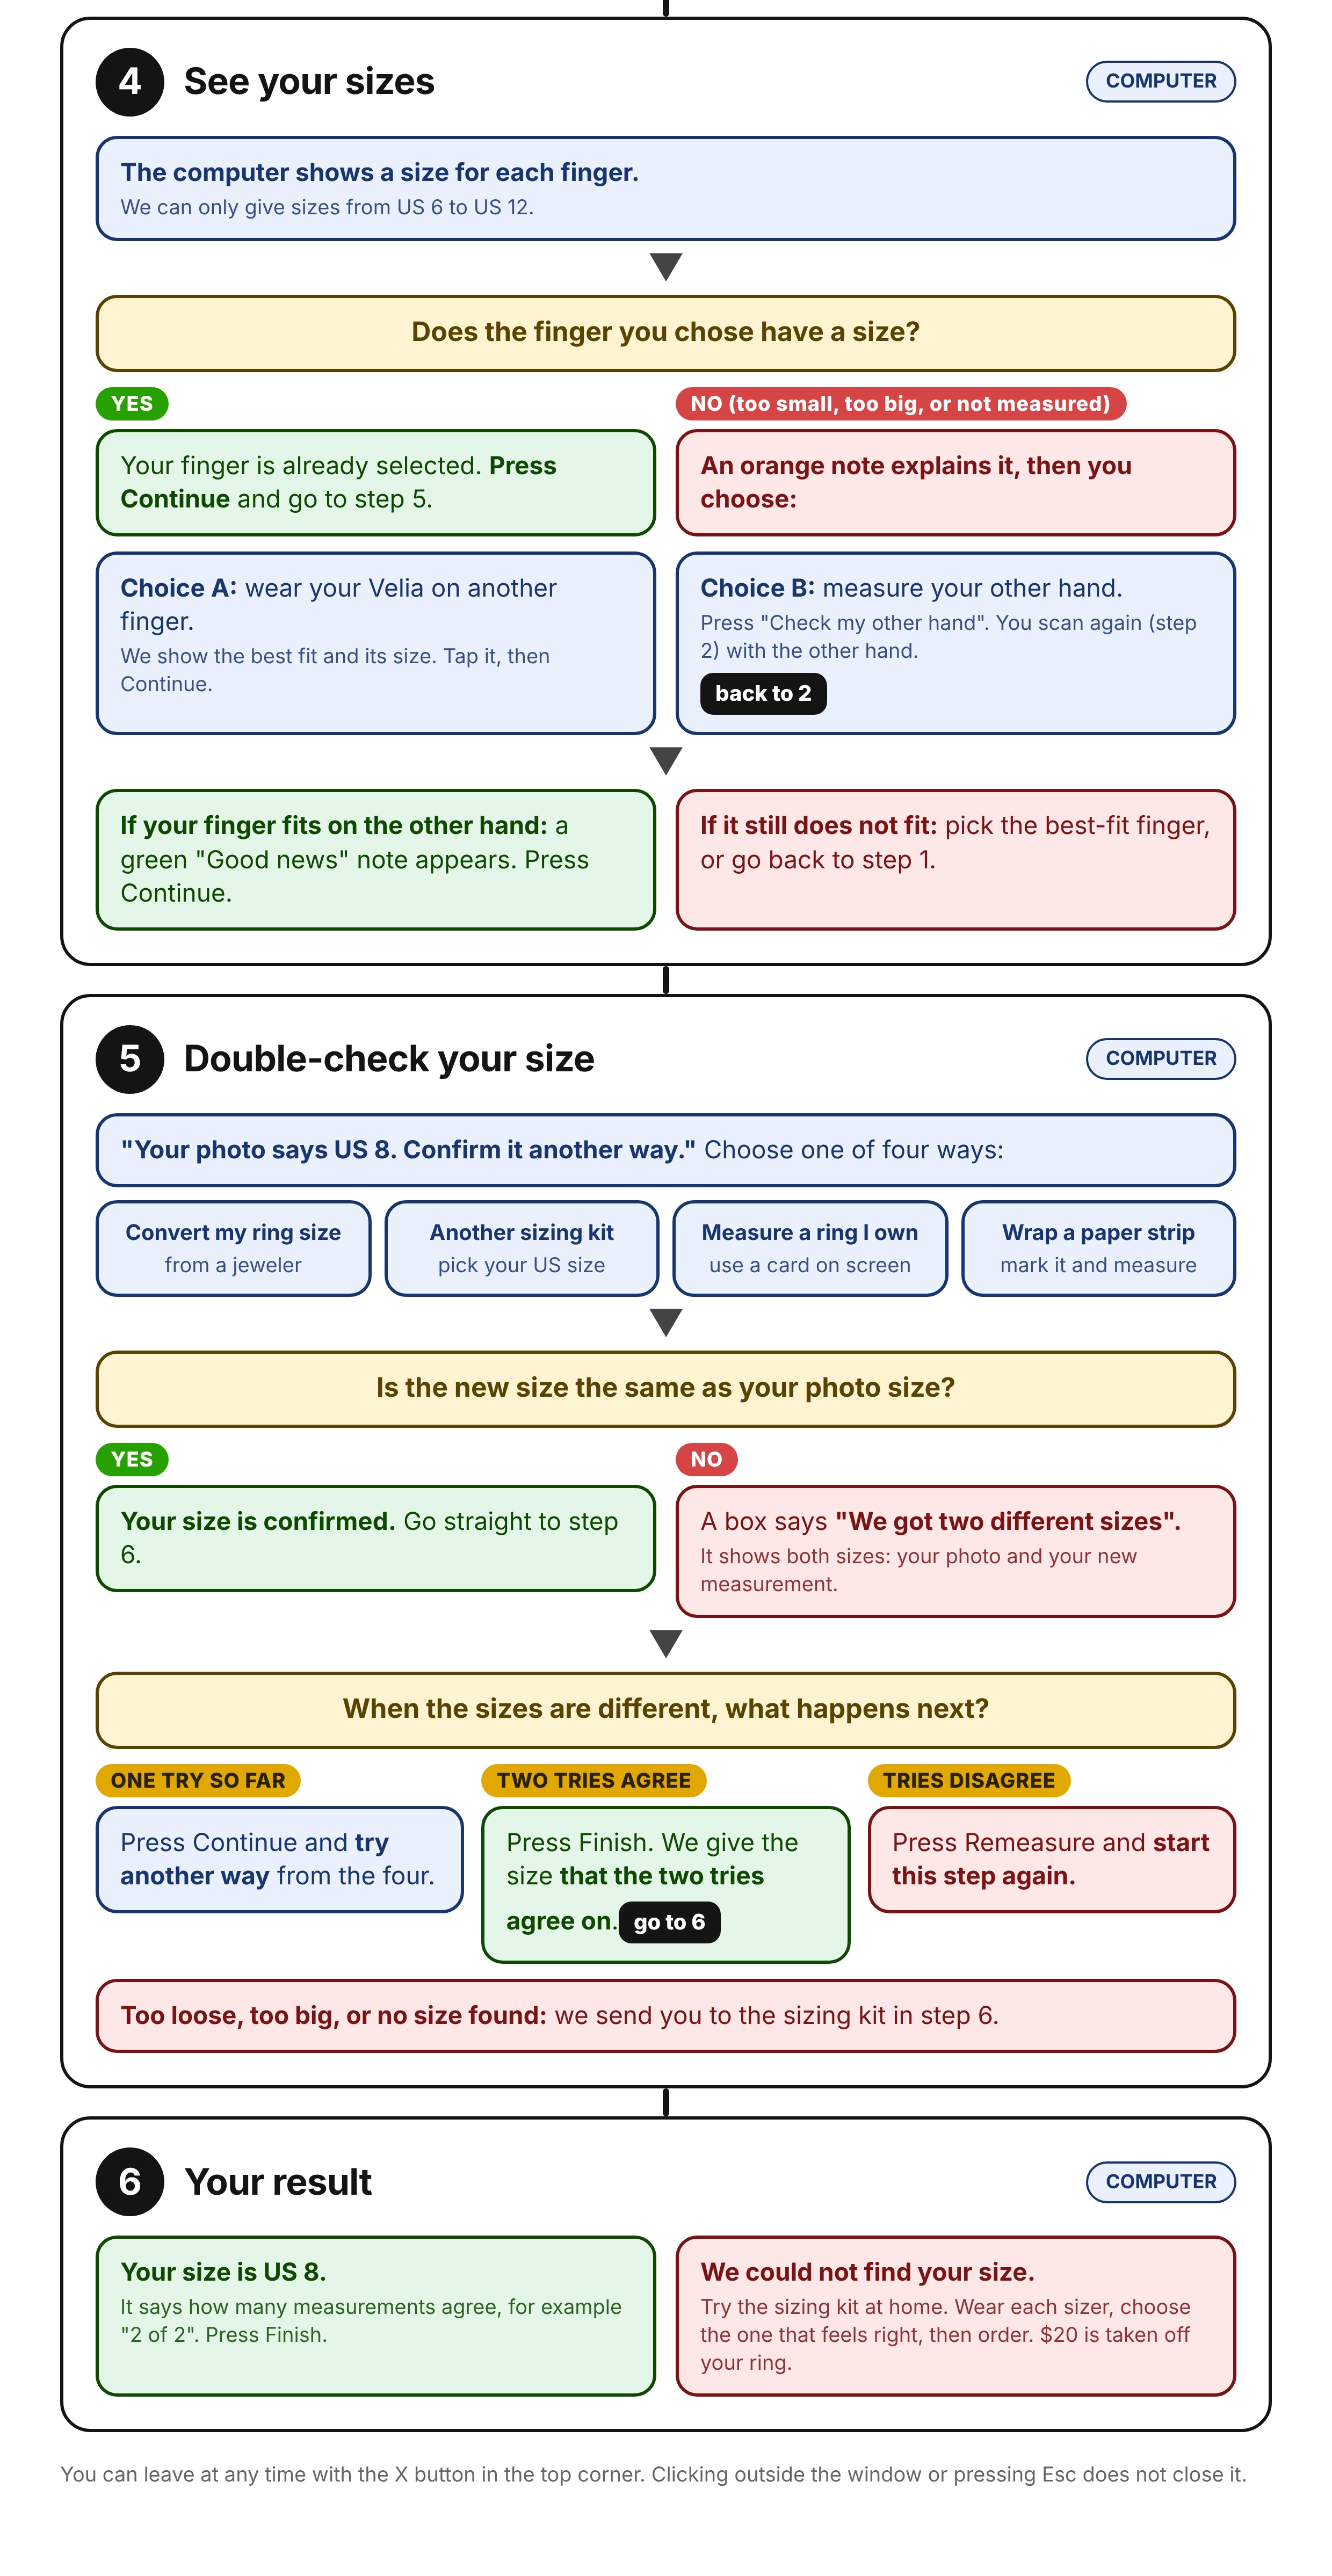 4 See your sizes COMPUTER
The computer shows a size for each finger.
We can only give sizes from US 6 to US 12.
Does the finger you chose have a size?
YES
Your finger is already selected. Press
Continue and go to step 5.
NO (too small, too big, or not measured)
An orange note explains it, then you
choose:
Choice A: wear your Velia on another
finger.
We show the best fit and its size. Tap it, then
Continue.
Choice B: measure your other hand.
Press "Check my other hand". You scan again (step
2) with the other hand.
back to 2
If your finger fits on the other hand: a
green "Good news" note appears. Press
Continue.
If it still does not fit: pick the best-fit finger,
or go back to step 1.
5 Double-check your size COMPUTER
"Your photo says US 8. Confirm it another way." Choose one of four ways:
Convert my ring size
from a jeweler
Another sizing kit
pick your US size
Measure a ring I own
use a card on screen
Wrap a paper strip
mark it and measure
Is the new size the same as your photo size?
YES
Your size is confirmed. Go straight to step
6.
NO
A box says "We got two different sizes".
It shows both sizes: your photo and your new
measurement.
When the sizes are different, what happens next?
ONE TRY SO FAR
Press Continue and try
another way from the four.
TWO TRIES AGREE
Press Finish. We give the
size that the two tries
agree on. go to 6
TRIES DISAGREE
Press Remeasure and start
this step again.
Too loose, too big, or no size found: we send you to the sizing kit in step 6.
6 Your result COMPUTER
Your size is US 8.
It says how many measurements agree, for example
"2 of 2". Press Finish.
We could not find your size.
Try the sizing kit at home. Wear each sizer, choose
the one that feels right, then order. $20 is taken off
your ring.
You can leave at any time with the X button in the top corner. Clicking outside the window or pressing Esc does not close it.